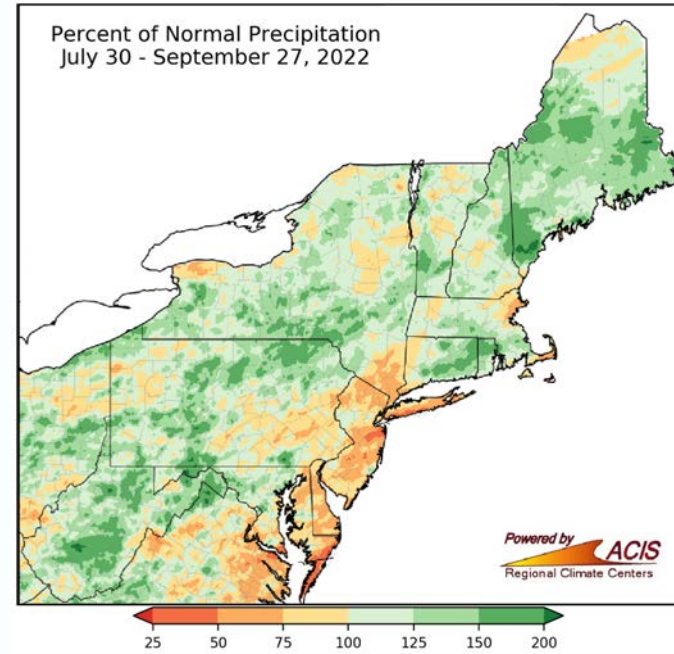 Percent of Normal Precipitation
July 30 - September 27, 2022
Powered by
ACIS
Regional Climate Centers
25 50 75 100 125 150 200